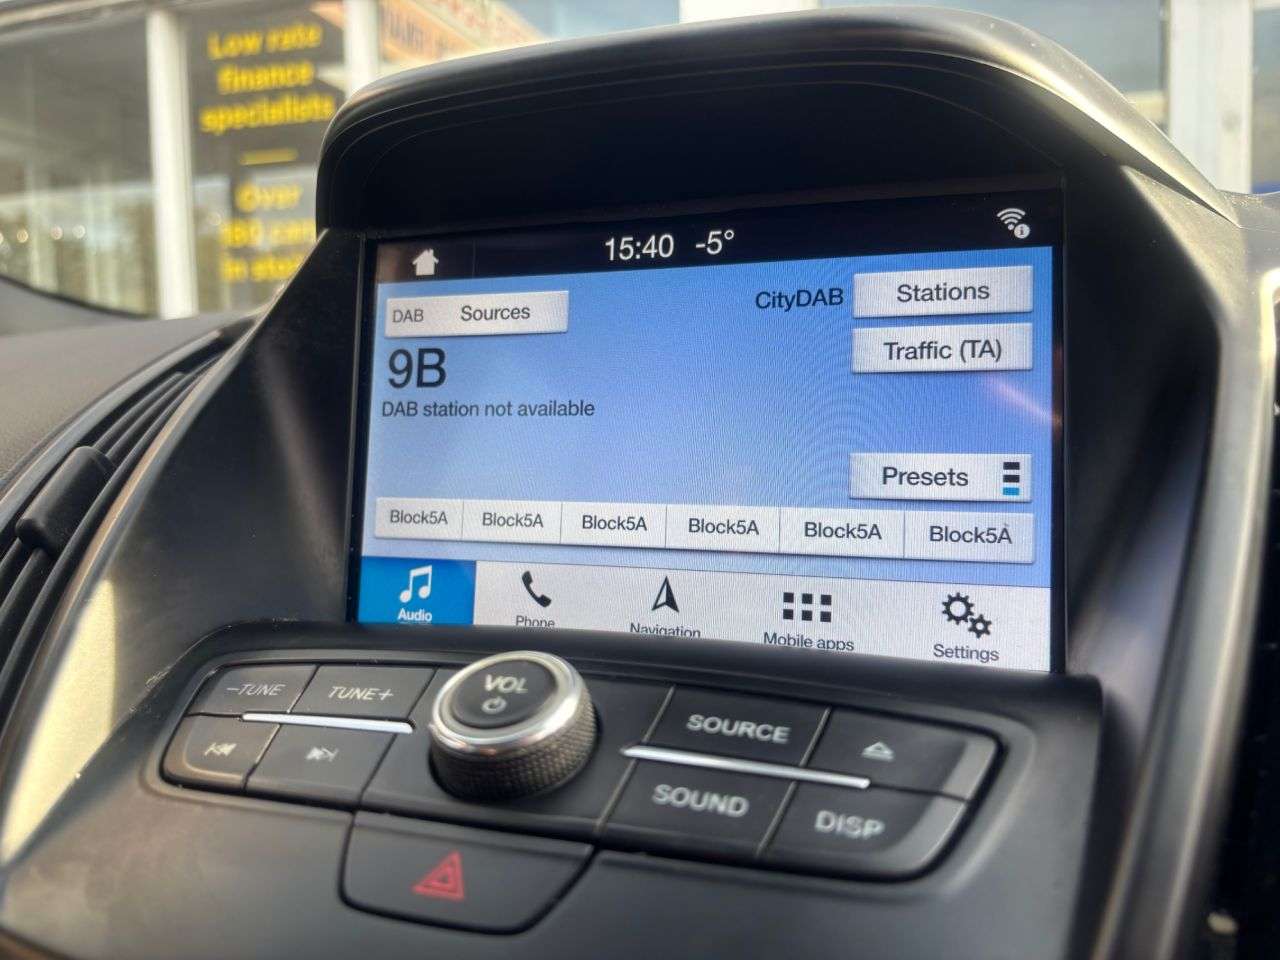 Low rate
finance
specialists
Over
in stock
15:40 -5°
DAB Sources
CityDAB
Stations
9B
Traffic (TA)
DAB station not available
Presets
Block5A Block5A Block5A Block5A Block5A Block5A
Audio Phone Navigation Mobile apps Settings
-TUNE TUNE+
VOL
SOURCE
SOUND
DISP